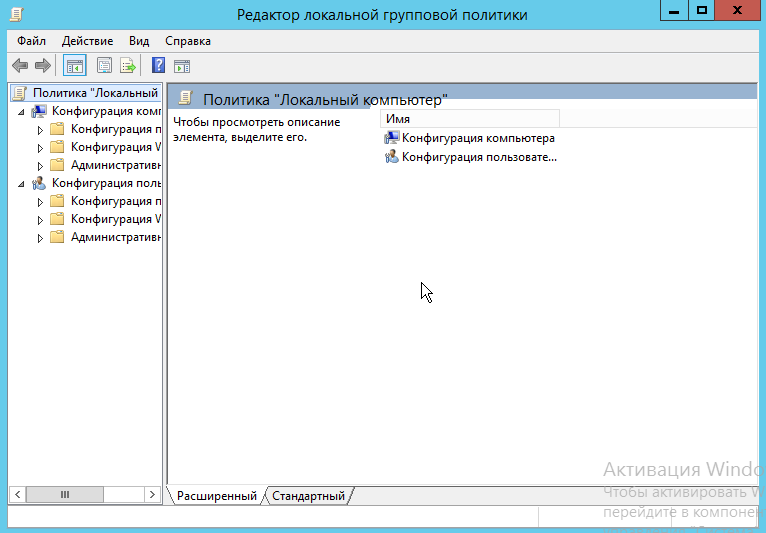 Редактор локальной групповой политики
Файл Действие Вид Справка
Политика "Локальный
Конфигурация комп
Конфигурация п
Конфигурация W
Административн
Конфигурация поль
Конфигурация п
Конфигурация W
Административн
Политика "Локальный компьютер"
Чтобы просмотреть описание
элемента, выделите его.
Имя
Конфигурация компьютера
Конфигурация пользовате...
Расширенный Стандартный
Активация Windo
Чтобы активировать W
перейдите в компонен